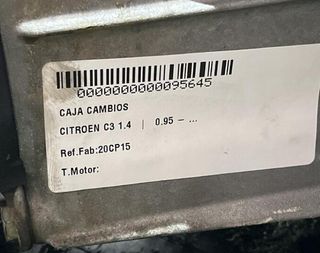 0000000000095645
CAJA CAMBIOS
CITROEN C3 1.4 | 0.95 – ...
Ref.Fab:20CP15
T.Motor: